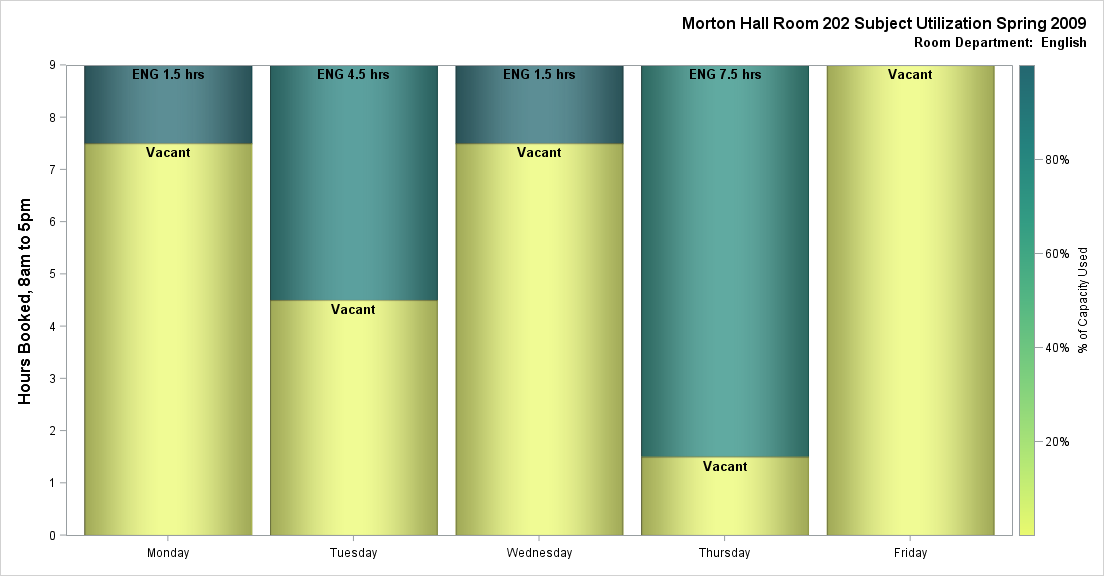 Morton Hall Room 202 Subject Utilization Spring 2009
Room Department:  English
Hours Booked, 8am to 5pm
9
8
7
6
5
4
3
2
1
0
ENG 1.5 hrs
Vacant
ENG 4.5 hrs
Vacant
ENG 1.5 hrs
Vacant
ENG 7.5 hrs
Vacant
Vacant
Monday
Tuesday
Wednesday
Thursday
Friday
80%
60%
40%
20%
% of Capacity Used